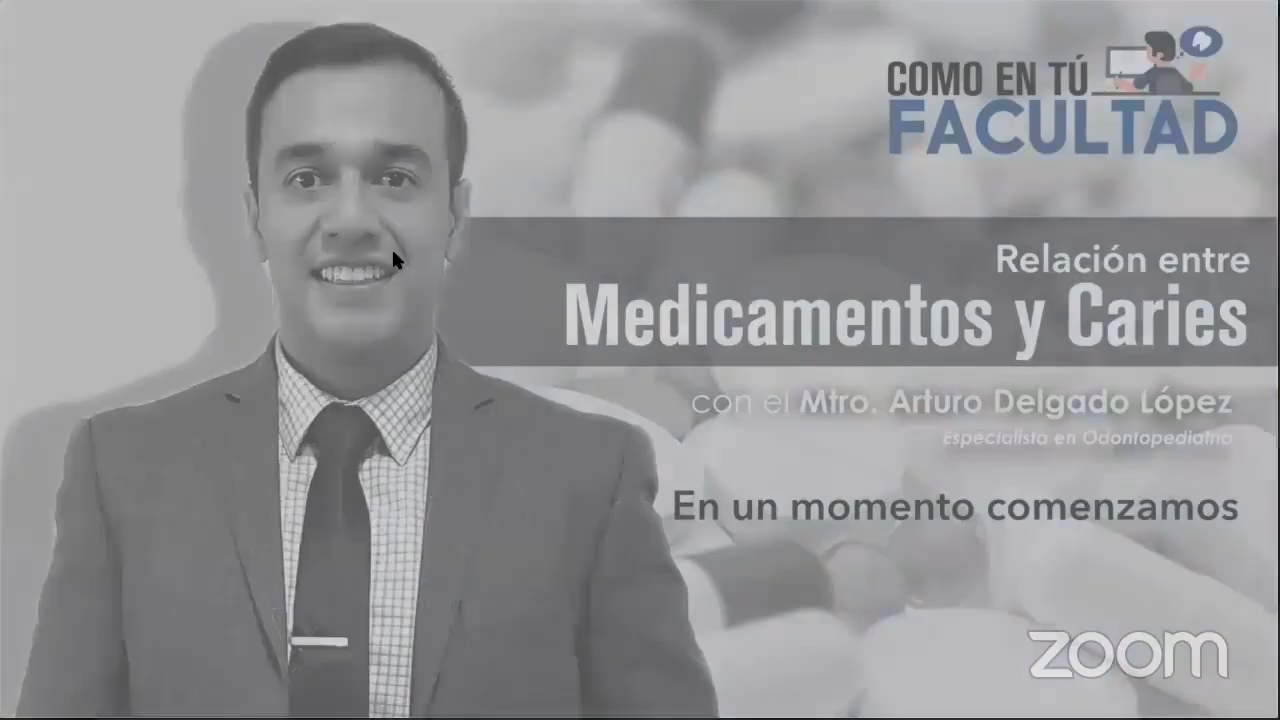 COMO EN TÚ
FACULTAD
Relación entre
Medicamentos y Caries
con el Mtro. Arturo Delgado López
Especialista en Odontopediatría
En un momento comenzamos
zoom